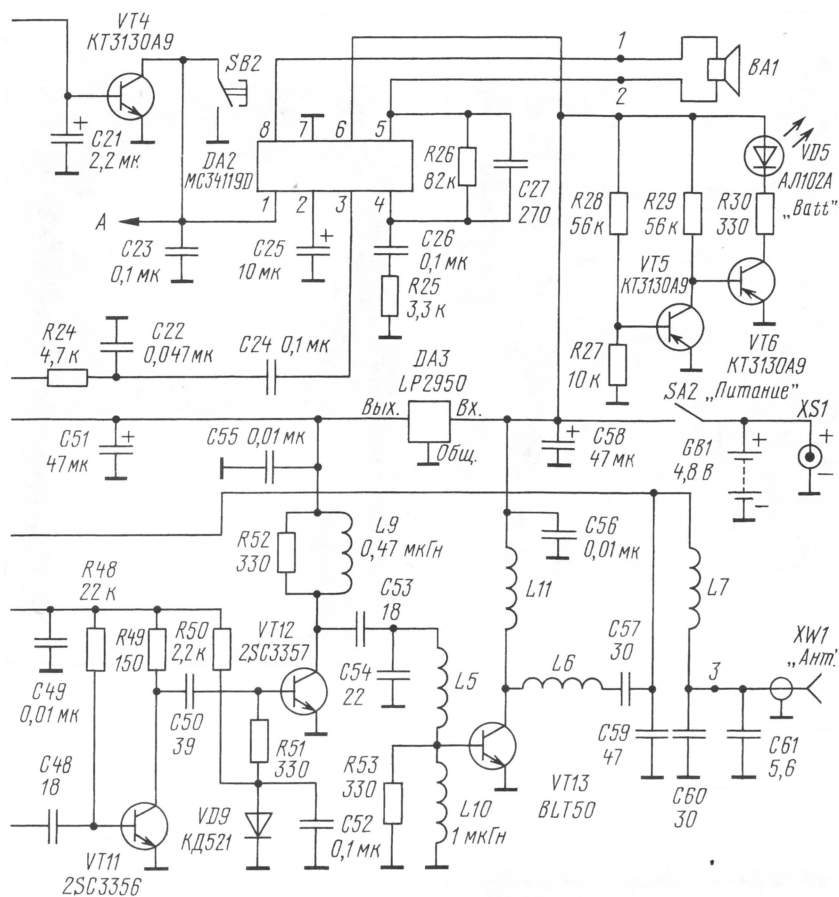 VT4
КТ3130А9
C21
2,2 мк
SB2
DA2
MC34119D
8
7
6
5
1
2
3
4
А
C23
0,1 мк
C25
10 мк
C26
0,1 мк
R25
3,3 к
R26
82к
C27
270
1
2
BA1
VD5
АЛ102А
„Batt"
R28
56 к
R29
56 к
R30
330
VT5
КТ3130А9
VT6
КТ3130А9
R27
10 к
R24
4,7 к
C22
0,047 мк
C24 0,1 мк
DA3
LP2950
Вых.
Вх.
Общ.
SA2 „Питание"
XS1
+
−
C51
47 мк
C55 0,01 мк
C58
47 мк
GB1
4,8 В
+
−
R52
330
L9
0,47 мкГн
C56
0,01 мк
L11
L7
R48
22 к
R49
150
R50
2,2 к
VT12
2SC3357
C53
18
C54
22
L5
L6
C57
30
3
XW1
„Ант."
C49
0,01 мк
C50
39
R51
330
C59
47
C60
30
C61
5,6
C48
18
VD9
КД521
C52
0,1 мк
R53
330
L10
1 мкГн
VT13
BLT50
VT11
2SC3356